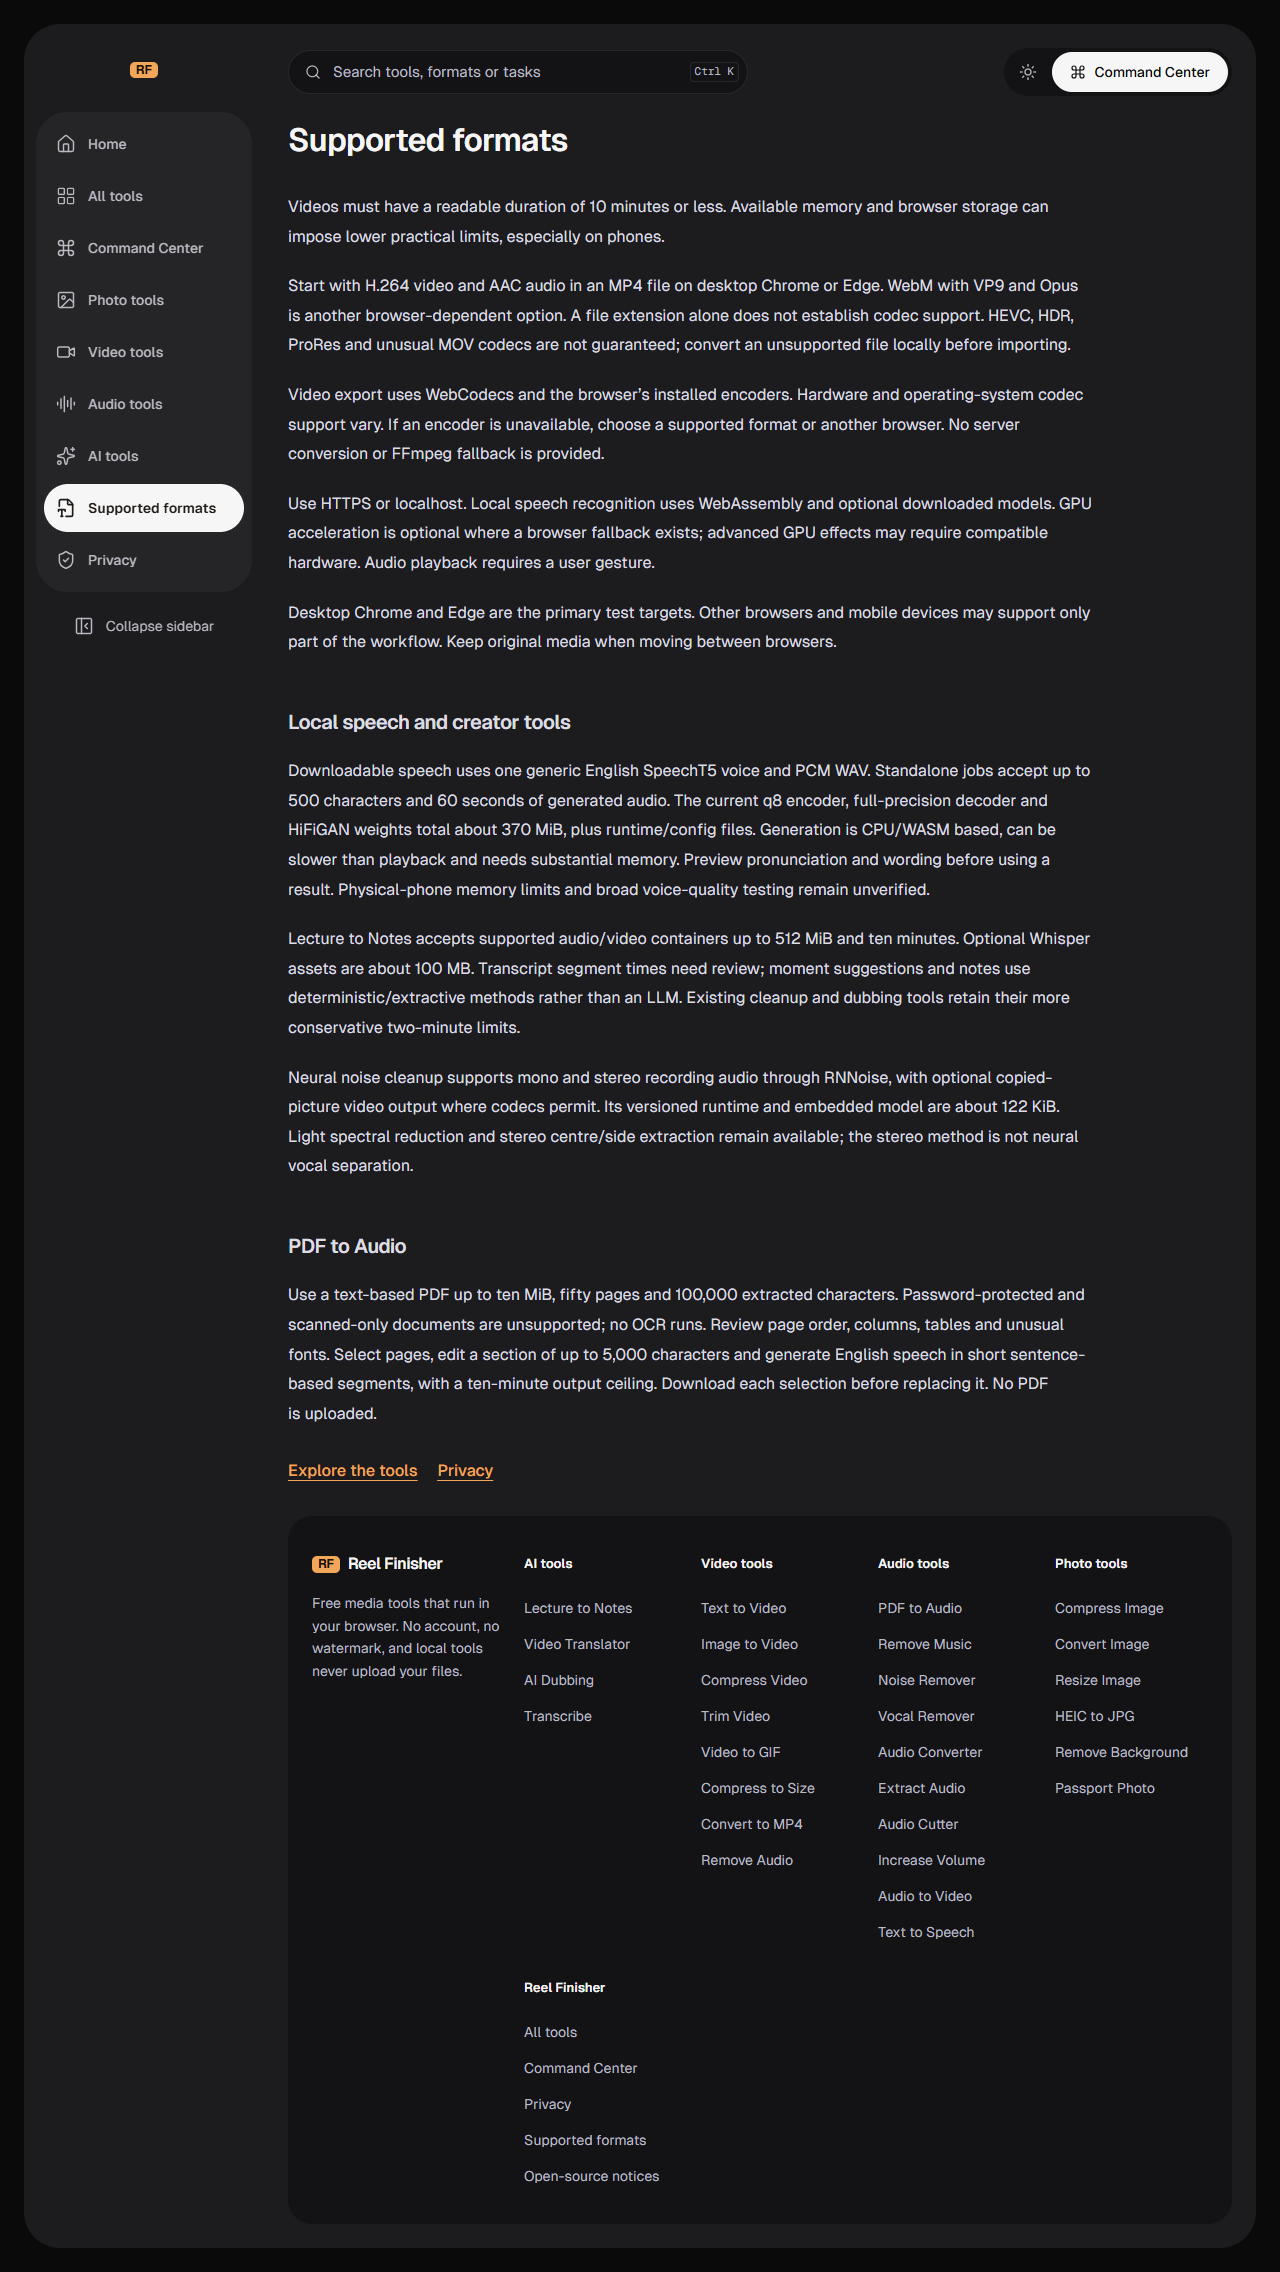 RF
Search tools, formats or tasks
Ctrl K
Command Center
Home
All tools
Command Center
Photo tools
Video tools
Audio tools
AI tools
Supported formats
Privacy
Collapse sidebar
Supported formats
Videos must have a readable duration of 10 minutes or less. Available memory and browser storage can
impose lower practical limits, especially on phones.
Start with H.264 video and AAC audio in an MP4 file on desktop Chrome or Edge. WebM with VP9 and Opus
is another browser-dependent option. A file extension alone does not establish codec support. HEVC, HDR,
ProRes and unusual MOV codecs are not guaranteed; convert an unsupported file locally before importing.
Video export uses WebCodecs and the browser’s installed encoders. Hardware and operating-system codec
support vary. If an encoder is unavailable, choose a supported format or another browser. No server
conversion or FFmpeg fallback is provided.
Use HTTPS or localhost. Local speech recognition uses WebAssembly and optional downloaded models. GPU
acceleration is optional where a browser fallback exists; advanced GPU effects may require compatible
hardware. Audio playback requires a user gesture.
Desktop Chrome and Edge are the primary test targets. Other browsers and mobile devices may support only
part of the workflow. Keep original media when moving between browsers.
Local speech and creator tools
Downloadable speech uses one generic English SpeechT5 voice and PCM WAV. Standalone jobs accept up to
500 characters and 60 seconds of generated audio. The current q8 encoder, full-precision decoder and
HiFiGAN weights total about 370 MiB, plus runtime/config files. Generation is CPU/WASM based, can be
slower than playback and needs substantial memory. Preview pronunciation and wording before using a
result. Physical-phone memory limits and broad voice-quality testing remain unverified.
Lecture to Notes accepts supported audio/video containers up to 512 MiB and ten minutes. Optional Whisper
assets are about 100 MB. Transcript segment times need review; moment suggestions and notes use
deterministic/extractive methods rather than an LLM. Existing cleanup and dubbing tools retain their more
conservative two-minute limits.
Neural noise cleanup supports mono and stereo recording audio through RNNoise, with optional copied-
picture video output where codecs permit. Its versioned runtime and embedded model are about 122 KiB.
Light spectral reduction and stereo centre/side extraction remain available; the stereo method is not neural
vocal separation.
PDF to Audio
Use a text-based PDF up to ten MiB, fifty pages and 100,000 extracted characters. Password-protected and
scanned-only documents are unsupported; no OCR runs. Review page order, columns, tables and unusual
fonts. Select pages, edit a section of up to 5,000 characters and generate English speech in short sentence-
based segments, with a ten-minute output ceiling. Download each selection before replacing it. No PDF
is uploaded.
Explore the tools Privacy
RF Reel Finisher
Free media tools that run in
your browser. No account, no
watermark, and local tools
never upload your files.
AI tools
Lecture to Notes
Video Translator
AI Dubbing
Transcribe
Video tools
Text to Video
Image to Video
Compress Video
Trim Video
Video to GIF
Compress to Size
Convert to MP4
Remove Audio
Audio tools
PDF to Audio
Remove Music
Noise Remover
Vocal Remover
Audio Converter
Extract Audio
Audio Cutter
Increase Volume
Audio to Video
Text to Speech
Photo tools
Compress Image
Convert Image
Resize Image
HEIC to JPG
Remove Background
Passport Photo
Reel Finisher
All tools
Command Center
Privacy
Supported formats
Open-source notices